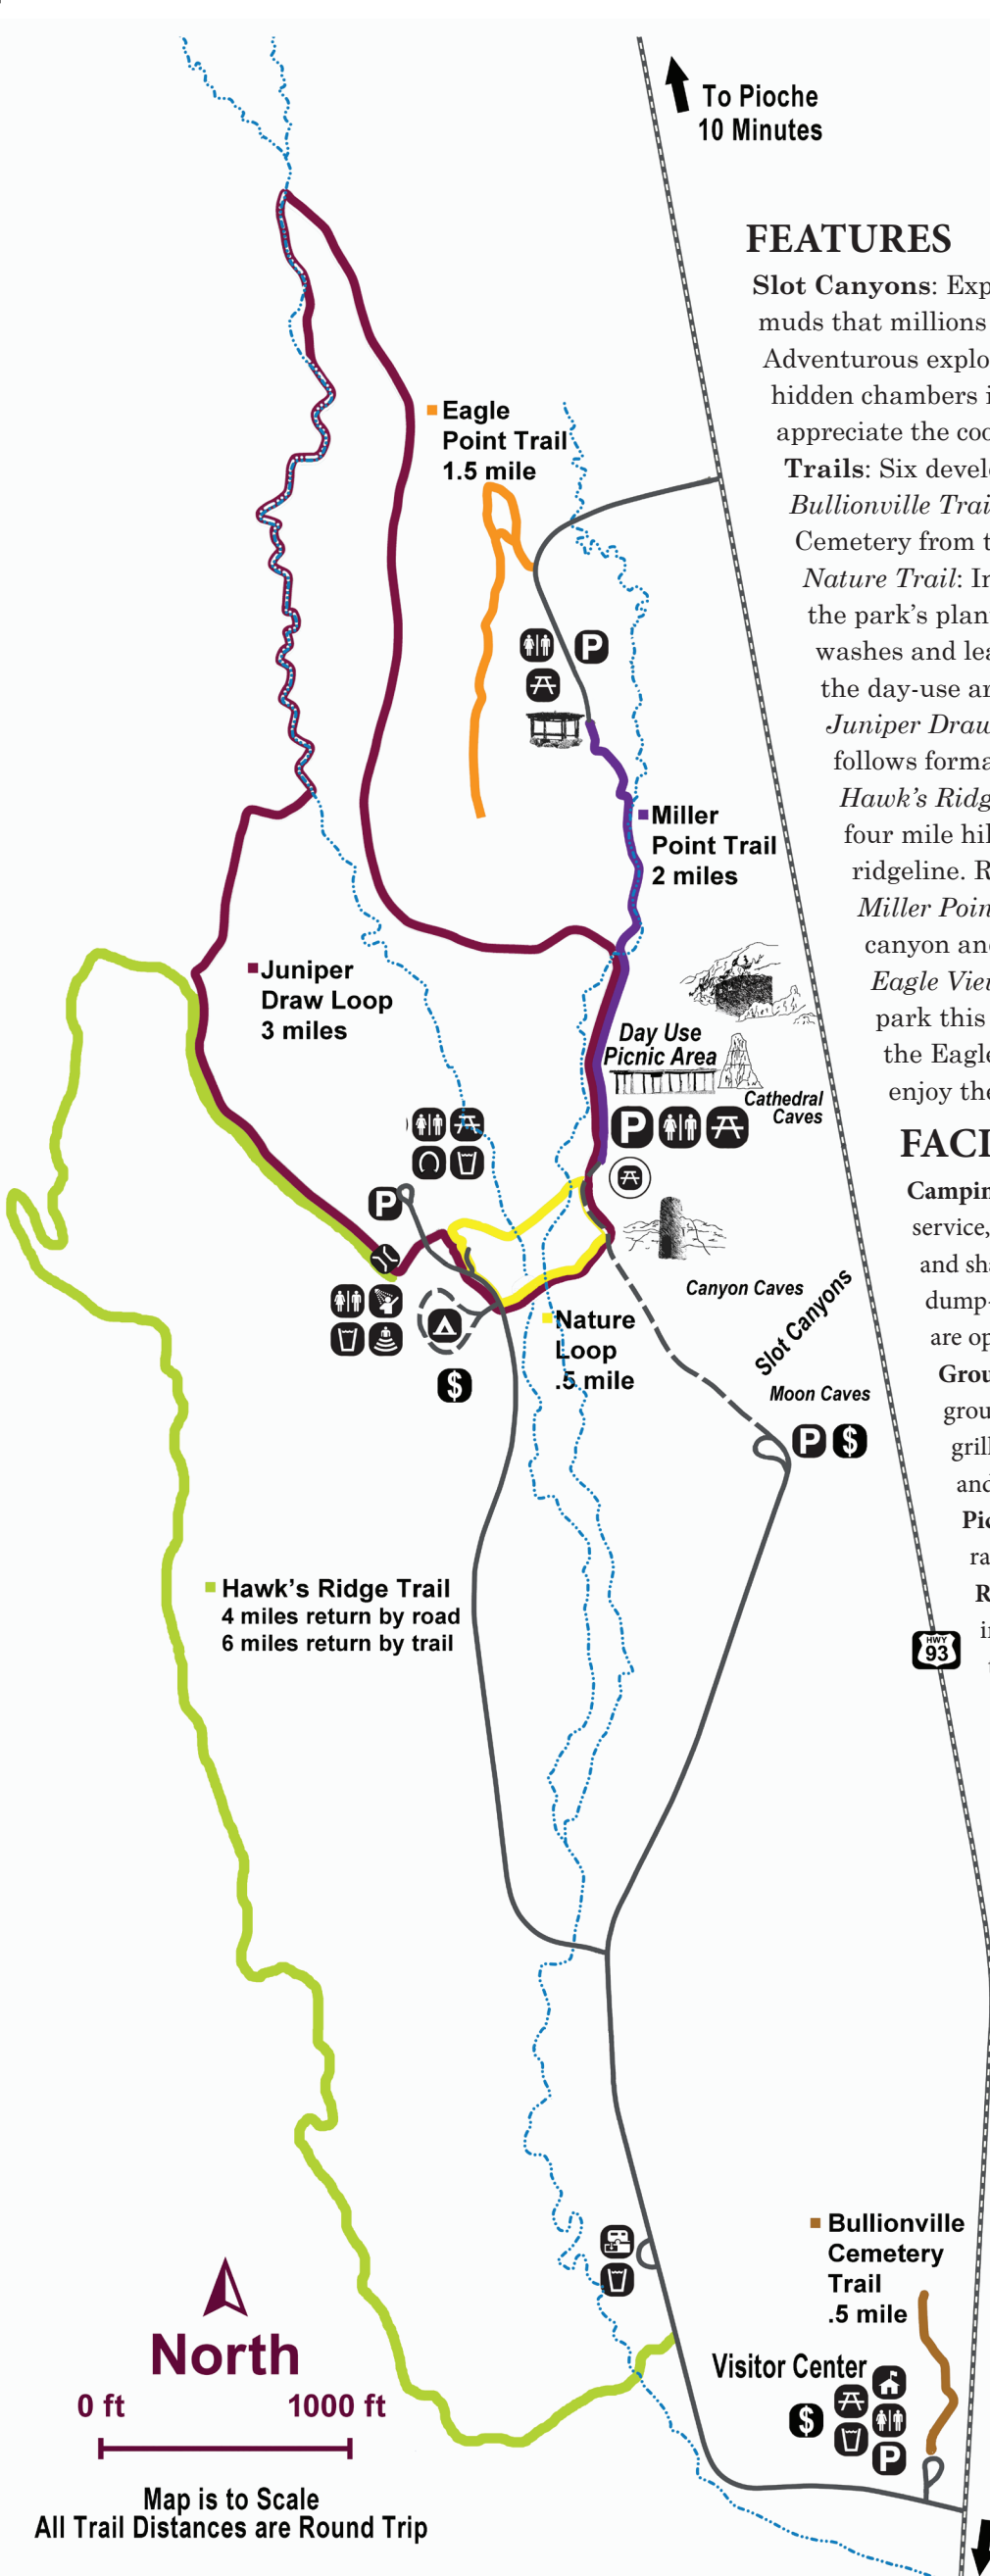 To Pioche
10 Minutes
FEATURES
Slot Canyons: Exp
muds that millions
Adventurous explo
hidden chambers i
appreciate the coo
Trails: Six develo
Bullionville Trai
Cemetery from t
Nature Trail: In
the park's plant
washes and lea
the day-use ar
Juniper Draw
follows forma
Hawk's Ridg
four mile hil
ridgeline. R
Miller Poin
canyon and
Eagle View
park this
the Eagle
enjoy the
FACI
Camping
service,
and sha
dump-
are op
Grou
grou
gril
and
Pic
ra
R
in
t
Eagle
Point Trail
1.5 mile
P
Miller
Point Trail
2 miles
Juniper
Draw Loop
3 miles
Day Use
Picnic Area
Cathedral
Caves
P
P
Canyon Caves
Slot Canyons
Moon Caves
P $
Nature
Loop
.5 mile
$
Hawk's Ridge Trail
4 miles return by road
6 miles return by trail
HWY
93
Bullionville
Cemetery
Trail
.5 mile
Visitor Center
$
P
North
0 ft 1000 ft
Map is to Scale
All Trail Distances are Round Trip